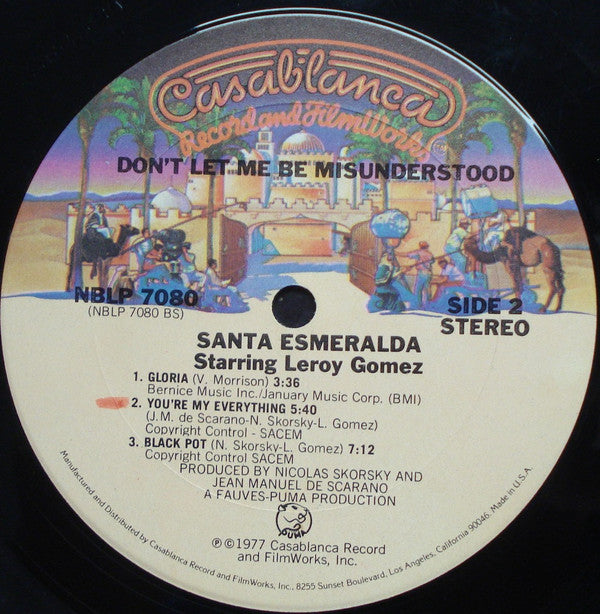 Casablanca
Record and FilmWorks
DON'T LET ME BE MISUNDERSTOOD
NBLP 7080
(NBLP 7080 BS)
SIDE 2
STEREO
SANTA ESMERALDA
Starring Leroy Gomez
1. GLORIA (V. Morrison) 3:36
Bernice Music Inc./January Music Corp. (BMI)
2. YOU'RE MY EVERYTHING 5:40
(J.M. de Scarano-N. Skorsky-L. Gomez)
Copyright Control - SACEM
3. BLACK POT (N. Skorsky-L. Gomez) 7:12
Copyright Control SACEM
PRODUCED BY NICOLAS SKORSKY AND
JEAN MANUEL DE SCARANO
A FAUVES-PUMA PRODUCTION
PUMA
℗©1977 Casablanca Record
and FilmWorks, Inc.
Manufactured and Distributed by Casablanca Record and FilmWorks, Inc., 8255 Sunset Boulevard, Los Angeles, California 90046. Made in U.S.A.